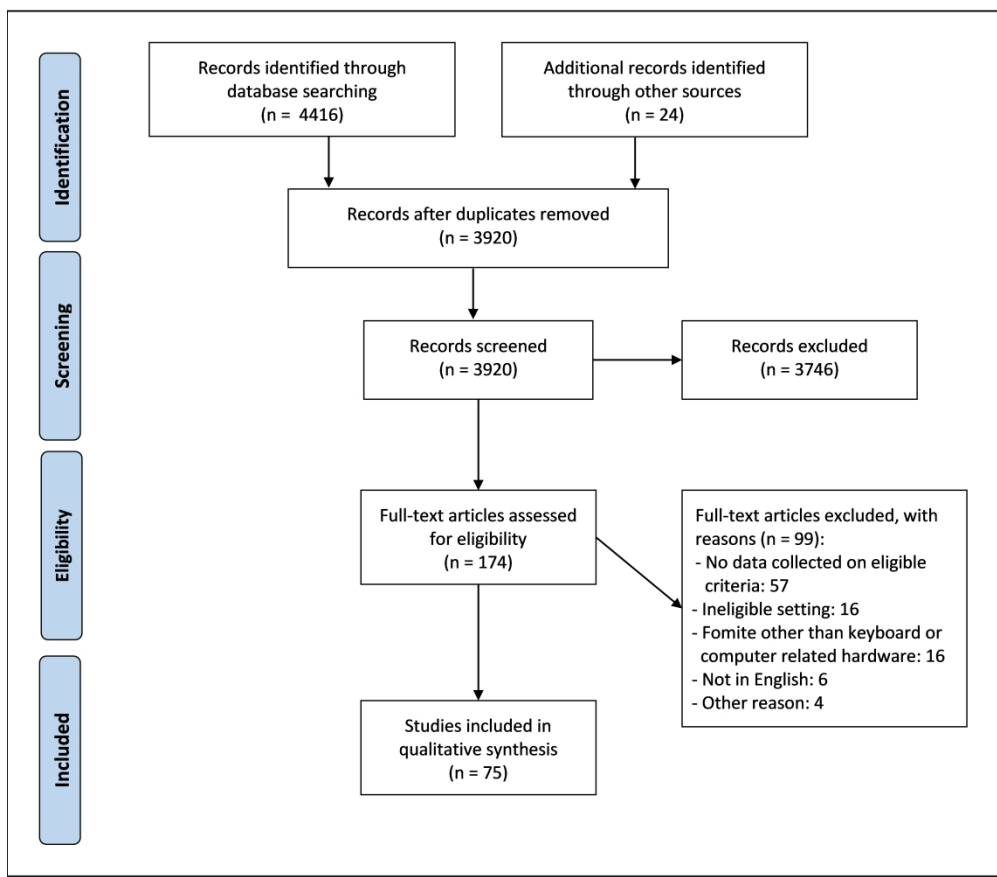 Identification
Records identified through
database searching
(n = 4416)
Additional records identified
through other sources
(n = 24)
Records after duplicates removed
(n = 3920)
Screening
Records screened
(n = 3920)
Records excluded
(n = 3746)
Eligibility
Full-text articles assessed
for eligibility
(n = 174)
Full-text articles excluded, with
reasons (n = 99):
- No data collected on eligible
criteria: 57
- Ineligible setting: 16
- Fomite other than keyboard or
computer related hardware: 16
- Not in English: 6
- Other reason: 4
Included
Studies included in
qualitative synthesis
(n = 75)